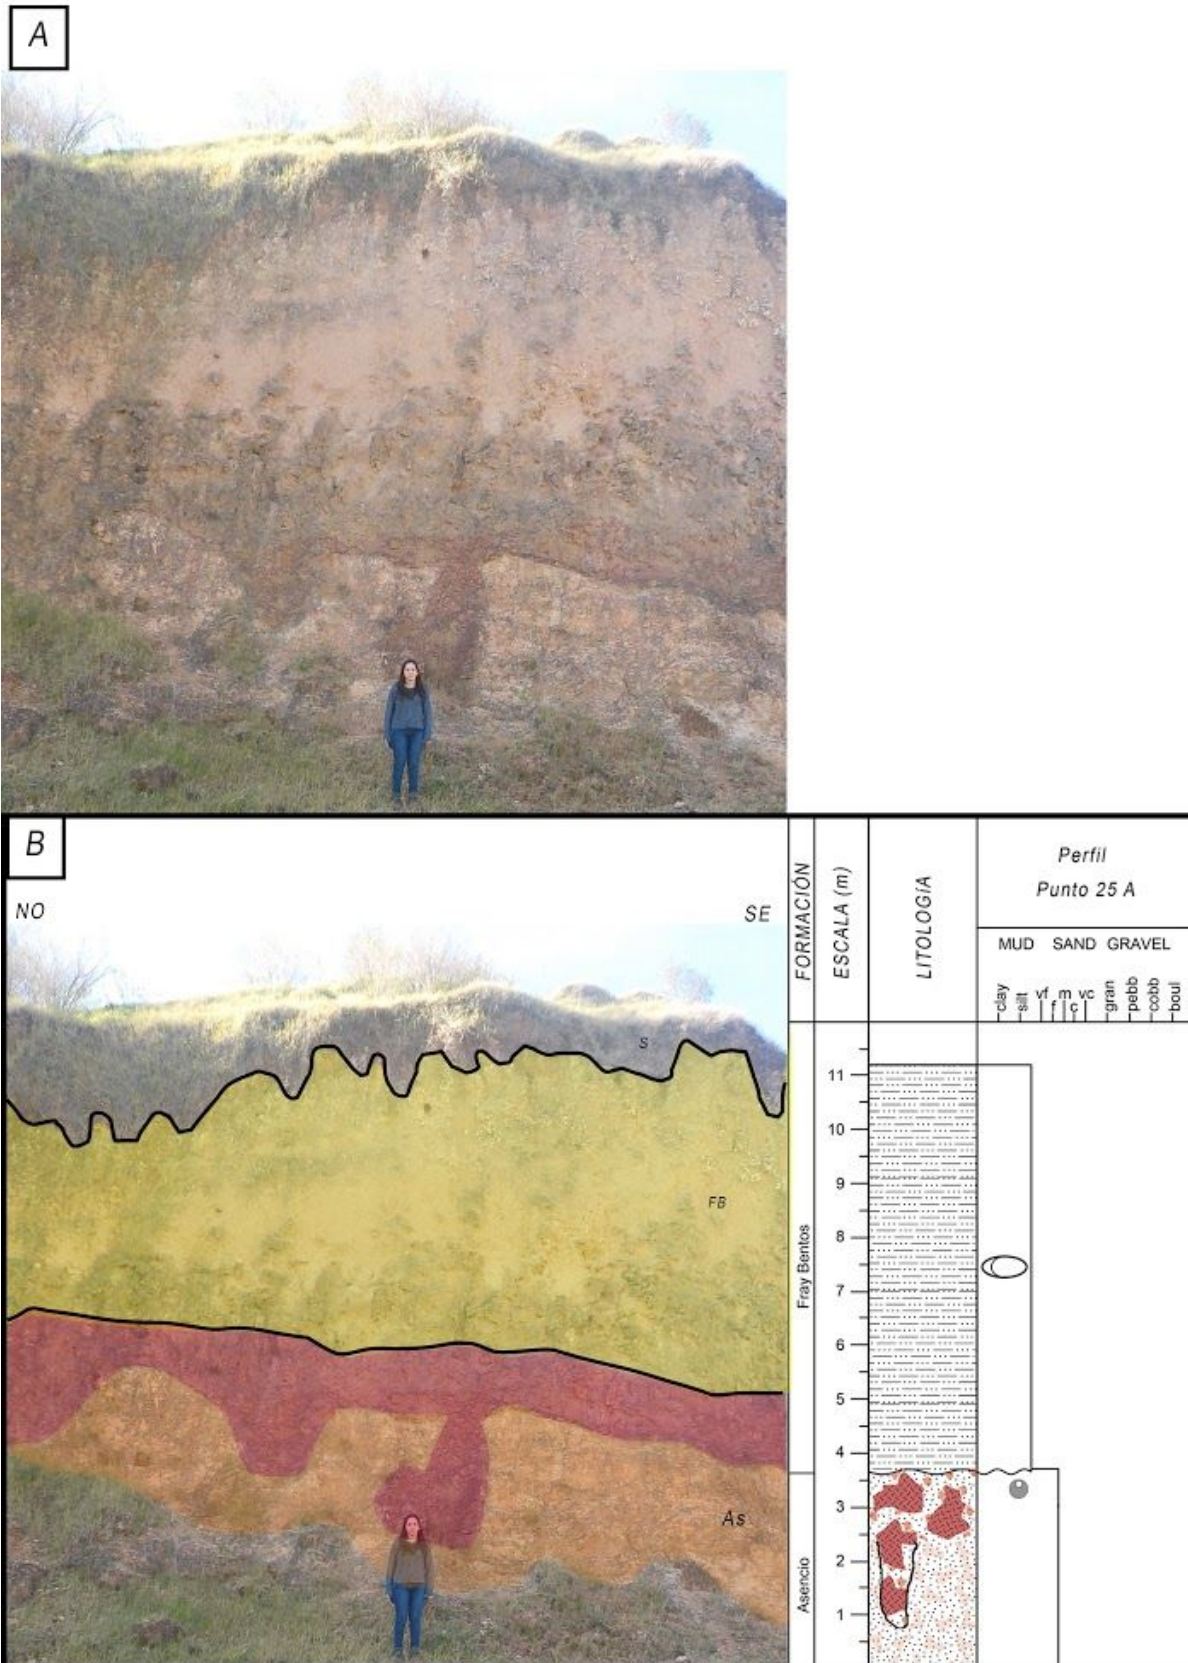 A
B
NO
SE
S
FB
As
FORMACIÓN
ESCALA (m)
LITOLOGíA
Perfil
Punto 25 A
MUD SAND GRAVEL
clay
silt
vf
f
m
c
vc
gran
pebb
cobb
boul
11
10
9
8
7
6
5
4
3
2
1
Fray Bentos
Asencio